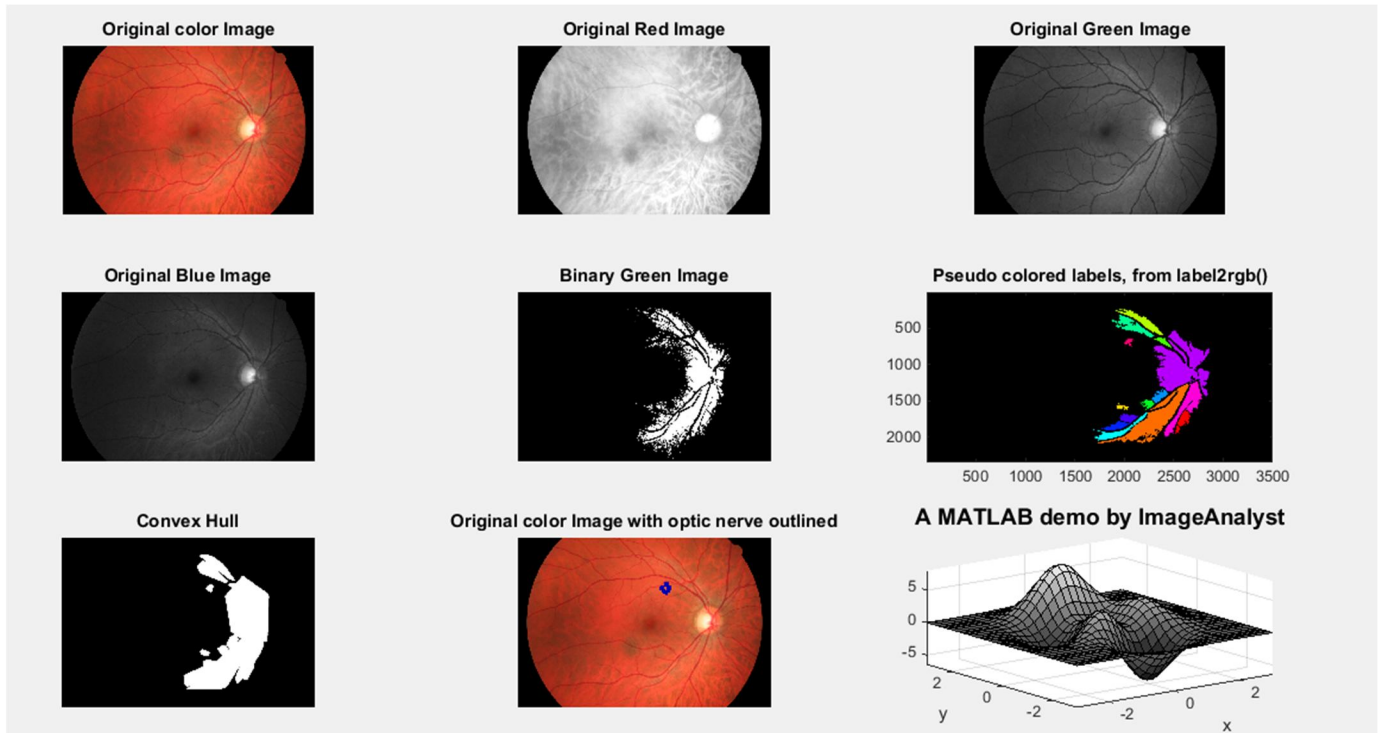 Original color Image
Original Red Image
Original Green Image
Original Blue Image
Binary Green Image
Pseudo colored labels, from label2rgb()
500
1000
1500
2000
500 1000 1500 2000 2500 3000 3500
Convex Hull
Original color Image with optic nerve outlined
A MATLAB demo by ImageAnalyst
5
0
-5
2 0 -2
y
-2 0 2
x